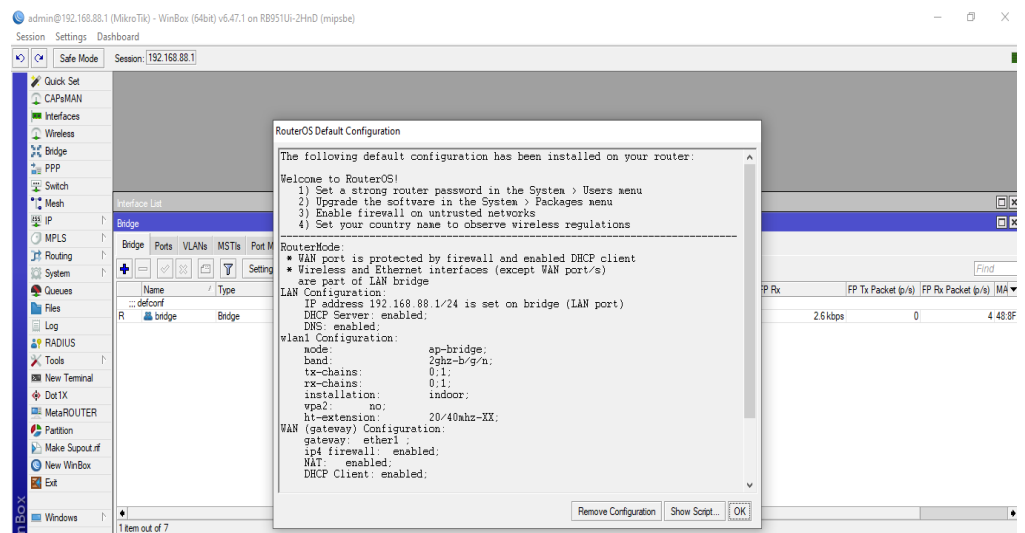 admin@192.168.88.1 (MikroTik) - WinBox (64bit) v6.47.1 on RB951Ui-2HnD (mipsbe)
Session Settings Dashboard
Safe Mode Session: 192.168.88.1
Quick Set
CAPsMAN
Interfaces
Wireless
Bridge
PPP
Switch
Mesh
IP
MPLS
Routing
System
Queues
Files
Log
RADIUS
Tools
New Terminal
Dot1X
MetaROUTER
Partition
Make Supout.rif
New WinBox
Exit
Windows
Interface List
Bridge
Bridge Ports VLANs MSTIs Port M
Setting
Find
Name / Type
FP Rx FP Tx Packet (p/s) FP Rx Packet (p/s) MA
;;; defconf
R bridge Bridge 2.6 kbps 0 4 48:8F
1 item out of 7
RouterOS Default Configuration
The following default configuration has been installed on your router:
Welcome to RouterOS!
1) Set a strong router password in the System > Users menu
2) Upgrade the software in the System > Packages menu
3) Enable firewall on untrusted networks
4) Set your country name to observe wireless regulations
RouterMode:
* WAN port is protected by firewall and enabled DHCP client
* Wireless and Ethernet interfaces (except WAN port/s)
are part of LAN bridge
LAN Configuration:
IP address 192.168.88.1/24 is set on bridge (LAN port)
DHCP Server: enabled;
DNS: enabled;
wlan1 Configuration:
mode: ap-bridge;
band: 2ghz-b/g/n;
tx-chains: 0;1;
rx-chains: 0;1;
installation: indoor;
wpa2: no;
ht-extension: 20/40mhz-XX;
WAN (gateway) Configuration:
gateway: ether1 ;
ip4 firewall: enabled;
NAT: enabled;
DHCP Client: enabled;
Remove Configuration Show Script... OK